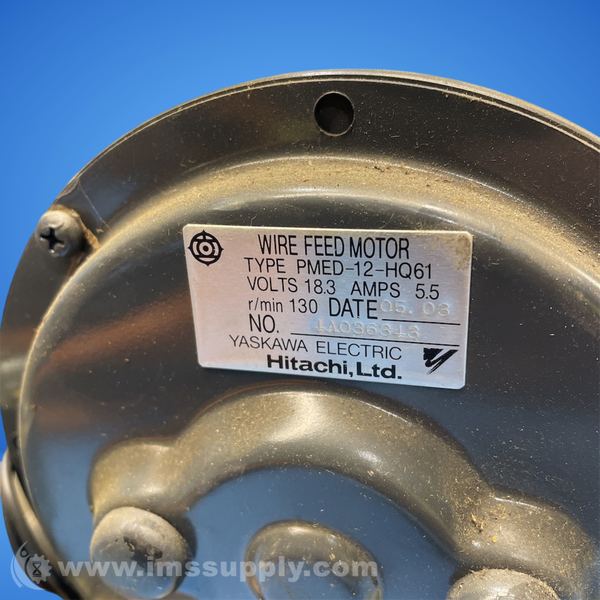 WIRE FEED MOTOR
TYPE PMED-12-HQ61
VOLTS 18.3 AMPS 5.5
r/min 130 DATE 05.03
NO.
YASKAWA ELECTRIC
Hitachi, Ltd.
www.imssupply.com